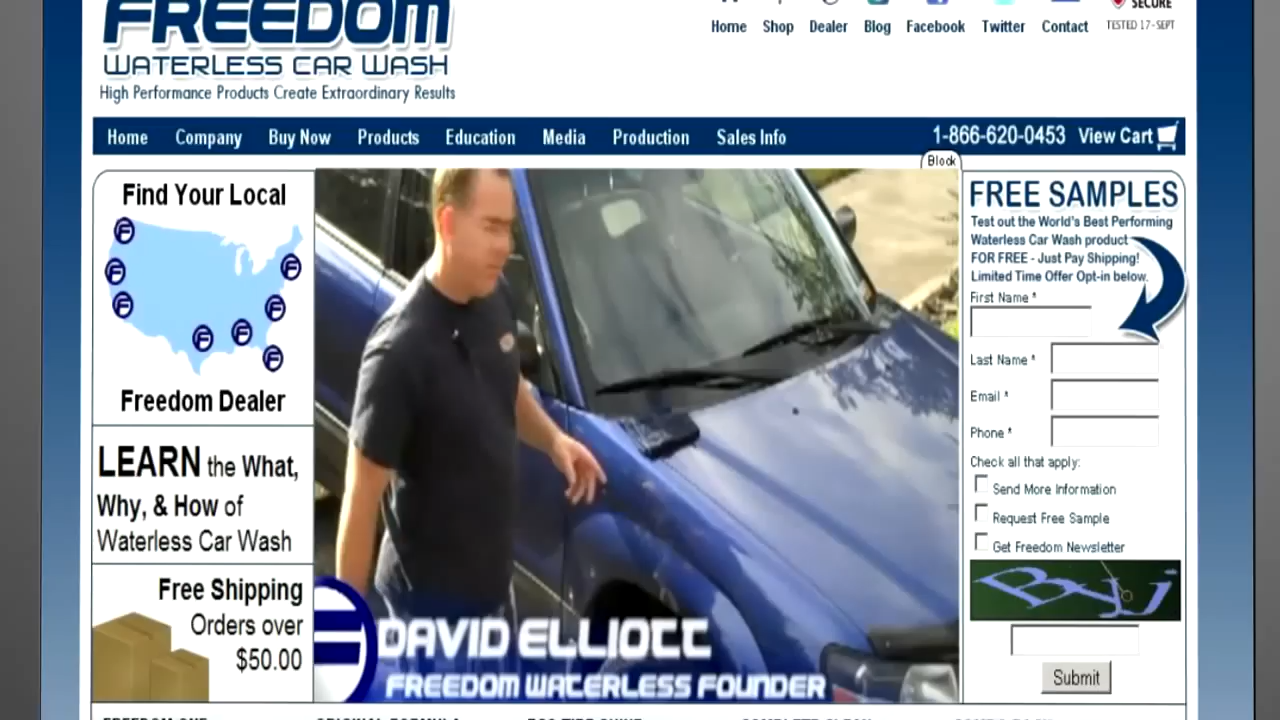 FREEDOM
WATERLESS CAR WASH
High Performance Products Create Extraordinary Results
Home Shop Dealer Blog Facebook Twitter Contact
SECURE
TESTED 17-SEPT
Home Company Buy Now Products Education Media Production Sales Info 1-866-620-0453 View Cart
Block
Find Your Local
Freedom Dealer
LEARN the What,
Why, & How of
Waterless Car Wash
Free Shipping
Orders over
$50.00
DAVID ELLIOTT
FREEDOM WATERLESS FOUNDER
FREE SAMPLES
Test out the World's Best Performing
Waterless Car Wash product
FOR FREE - Just Pay Shipping!
Limited Time Offer Opt-in below.
First Name *
Last Name *
Email *
Phone *
Check all that apply:
Send More Information
Request Free Sample
Get Freedom Newsletter
Submit